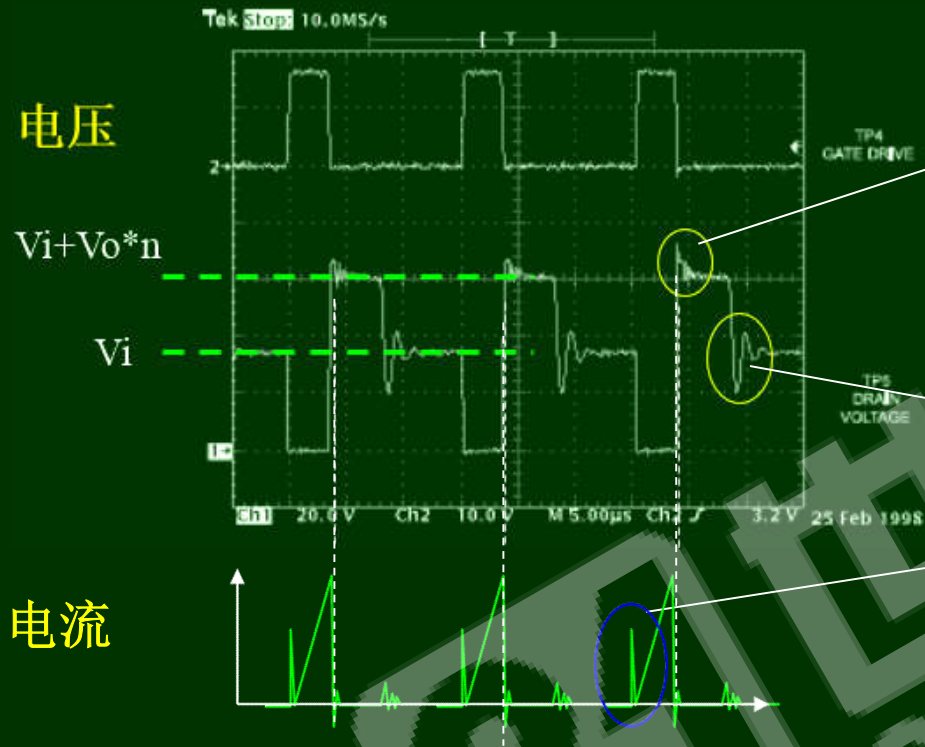 Tek Stop: 10.0MS/s
[ T ]
电压
2→
TP4
GATE DRIVE
Vi+Vo*n
Vi
TP5
DRAIN
VOLTAGE
1→
Ch1 20.0 V Ch2 10.0 V M 5.00µs 3.2 V 25 Feb 1998
电流